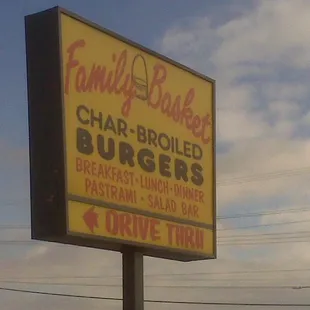 Family Basket
CHAR-BROILED
BURGERS
BREAKFAST-LUNCH-DINNER
PASTRAMI - SALAD BAR
DRIVE THRU